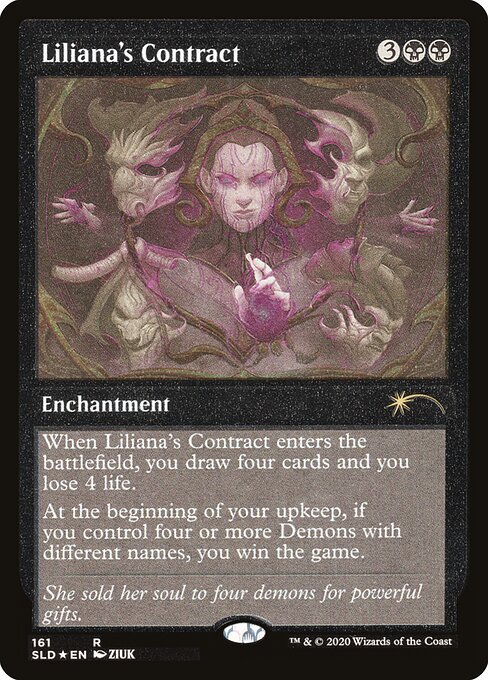 Liliana's Contract 3
Enchantment
When Liliana's Contract enters the
battlefield, you draw four cards and you
lose 4 life.
At the beginning of your upkeep, if
you control four or more Demons with
different names, you win the game.
She sold her soul to four demons for powerful
gifts.
161 R
SLD★EN ZIUK
™ & © 2020 Wizards of the Coast